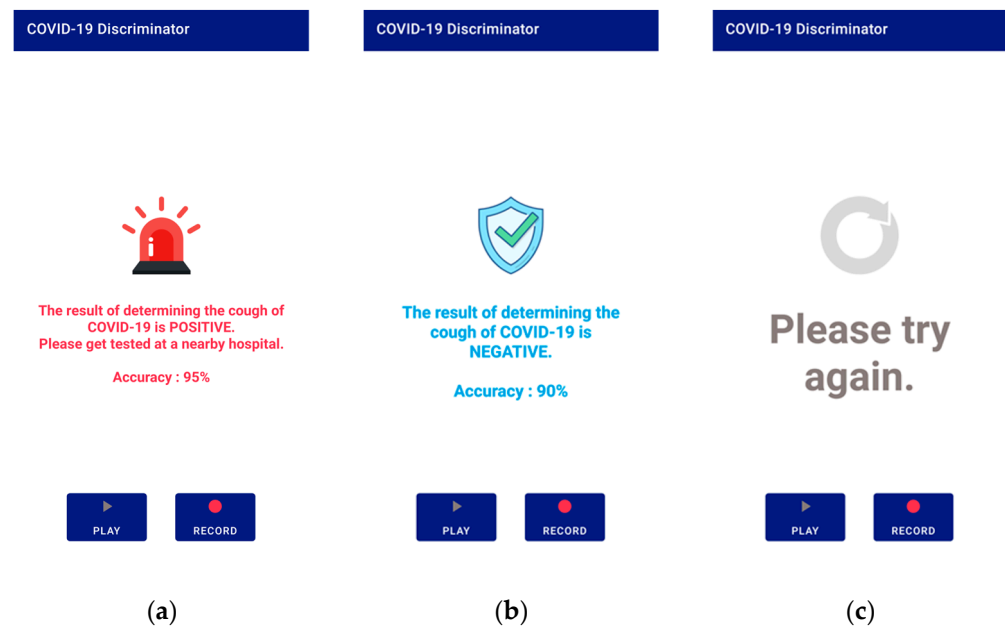 COVID-19 Discriminator
The result of determining the cough of
COVID-19 is POSITIVE.
Please get tested at a nearby hospital.
Accuracy : 95%
PLAY
RECORD
(a)
COVID-19 Discriminator
The result of determining the
cough of COVID-19 is
NEGATIVE.
Accuracy : 90%
PLAY
RECORD
(b)
COVID-19 Discriminator
Please try
again.
PLAY
RECORD
(c)